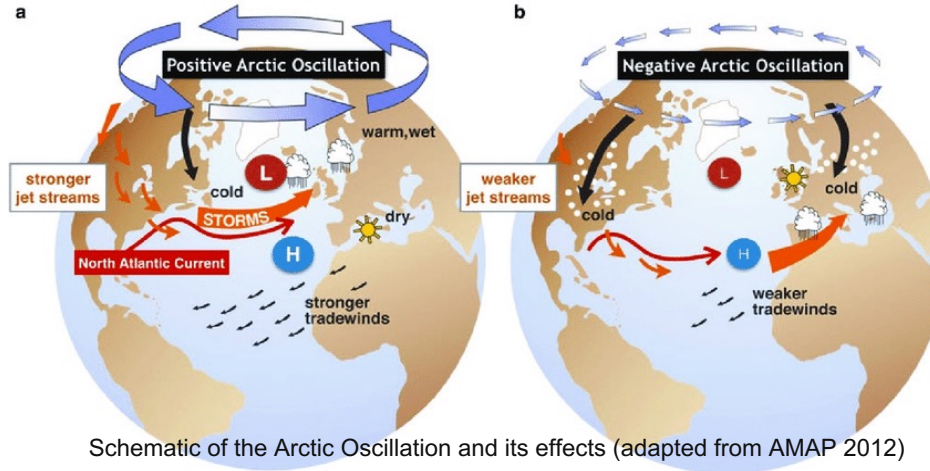 a
Positive Arctic Oscillation
warm,wet
stronger
jet streams
L
cold
STORMS
dry
H
North Atlantic Current
stronger
tradewinds
b
Negative Arctic Oscillation
weaker
jet streams
L
cold
cold
H
weaker
tradewinds
Schematic of the Arctic Oscillation and its effects (adapted from AMAP 2012)